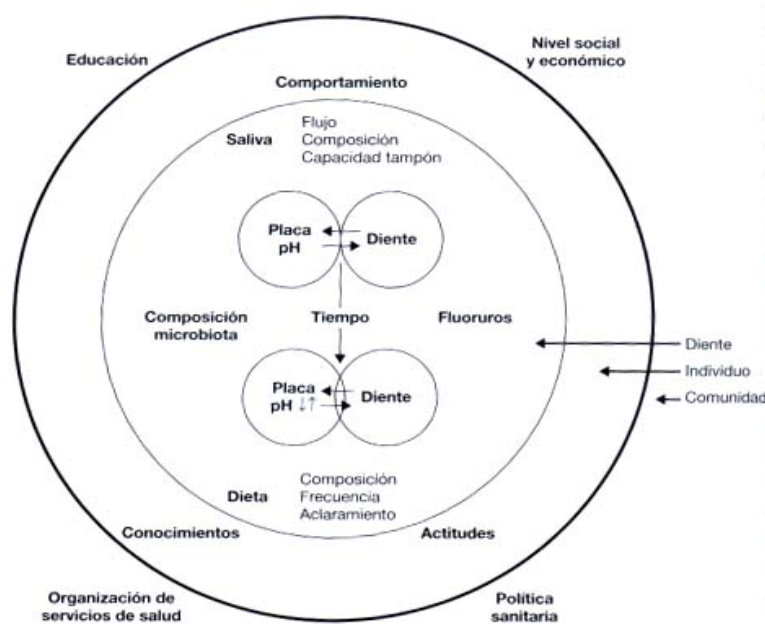 Educación
Nivel social
y económico
Comportamiento
Saliva
Flujo
Composición
Capacidad tampón
Placa
pH
Diente
Composición
microbiota
Tiempo
Fluoruros
Diente
Individuo
Comunidad
Placa
pH ↓↑
Diente
Dieta
Composición
Frecuencia
Aclaramiento
Conocimientos
Actitudes
Organización de
servicios de salud
Política
sanitaria